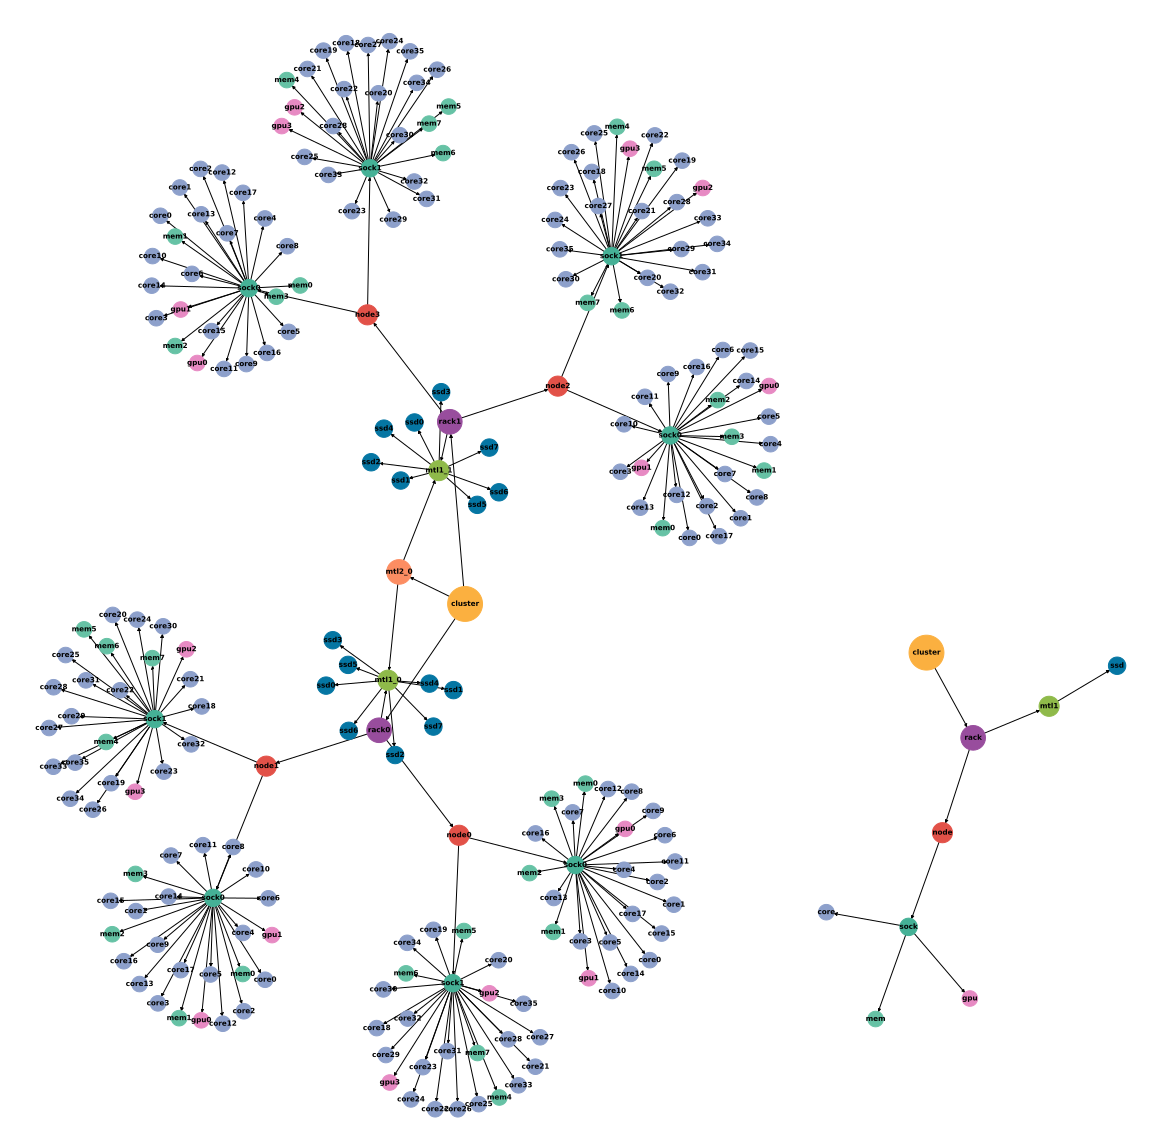 core18
core27
core24
core19
core35
core21
core26
mem4
core22
core34
core20
gpu2
mem5
gpu3
core28
mem7
core30
core25
mem6
sock1
core33
core32
core31
core23
core29
core2
core12
core1
core17
core0
core13
core4
mem1
core7
core8
core10
core6
sock0
mem0
core14
mem3
core3
gpu1
core15
core5
mem2
core16
gpu0
core11
core9
node3
core25
mem4
core22
core26
gpu3
core19
core18
mem5
core23
gpu2
core27
core21
core28
core24
core33
core35
sock1
core29
core34
core30
core20
core31
mem7
core32
mem6
node2
core6
core15
core9
core16
core14
gpu0
core11
mem2
core10
core5
sock0
mem3
core4
core3
gpu1
core7
mem1
core12
core8
core13
core2
core1
mem0
core0
core17
ssd3
rack1
ssd0
ssd4
ssd7
ssd2
mtl1_1
ssd1
ssd6
ssd5
mtl2_0
cluster
ssd3
ssd5
ssd0
mtl1_0
ssd4
ssd1
ssd6
rack0
ssd7
ssd2
core20
core24
mem5
core30
mem6
gpu2
core25
mem7
core31
core21
core28
core22
core18
core29
sock1
core27
mem4
core32
core33
core35
core23
core19
gpu3
core34
core26
node1
core11
core8
core7
mem3
core10
core15
core14
sock0
core6
core1
mem2
core4
gpu1
core9
core16
core17
core5
mem0
core0
core13
core3
core2
mem1
gpu0
core12
node0
mem0
core12
core8
mem3
core7
core9
core16
gpu0
core6
sock0
core11
mem2
core4
core2
core13
core1
core17
mem1
core15
core3
core5
core0
gpu1
core14
core10
core19
mem5
core34
core20
mem6
sock1
core30
gpu2
core35
core32
core18
core27
core28
core29
core31
mem7
core23
core21
gpu3
core33
core24
mem4
core22
core26
core25
cluster
ssd
mtl1
rack
node
core
sock
gpu
mem